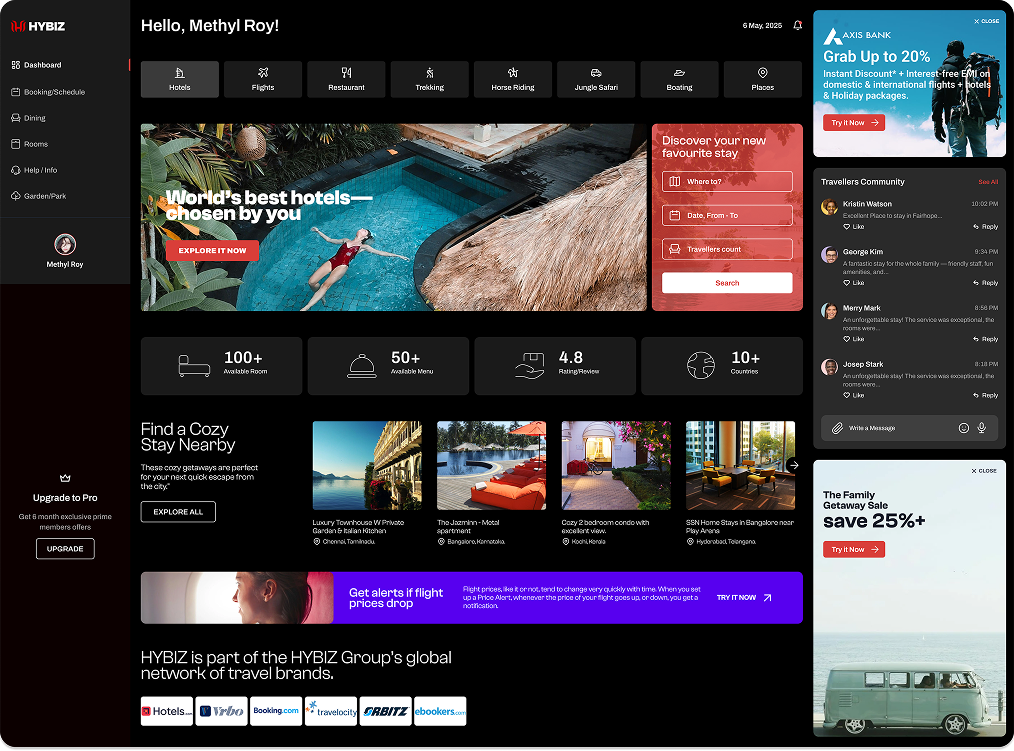 HYBIZ
Dashboard
Booking/Schedule
Dining
Rooms
Help / Info
Garden/Park
Methyl Roy
Upgrade to Pro
Get 6 month exclusive prime
members offers
UPGRADE
Hello, Methyl Roy!
6 May, 2025
Hotels
Flights
Restaurant
Trekking
Horse Riding
Jungle Safari
Boating
Places
World's best hotels—
chosen by you
EXPLORE IT NOW
Discover your new
favourite stay
Where to?
Date, From - To
Travellers count
Search
100+
Available Room
50+
Available Menu
4.8
Rating/Review
10+
Countries
Find a Cozy
Stay Nearby
These cozy getaways are perfect
for your next quick escape from
the city."
EXPLORE ALL
Luxury Townhouse W Private
Garden & Italian Kitchen
Chennai, Tamilnadu.
The Jazminn - Metal
apartment
Bangalore, Karnataka.
Cozy 2 bedroom condo with
excellent view.
Kochi, Kerala
SSN Home Stays in Bangalore near
Play Arena
Hyderabad, Telangana.
Get alerts if flight
prices drop
Flight prices, like it or not, tend to change very quickly with time. When you set
up a Price Alert, whenever the price of your flight goes up, or down, you get a
notification.
TRY IT NOW
HYBIZ is part of the HYBIZ Group's global
network of travel brands.
Hotels.com
Vrbo
Booking.com
travelocity
ORBITZ
ebookers.com
CLOSE
AXIS BANK
Grab Up to 20%
Instant Discount* + Interest-free EMI on
domestic & international flights + hotels
& Holiday packages.
Try it Now
Travellers Community
See All
Kristin Watson
10:02 PM
Excellent Place to stay in Fairhope...
Like
Reply
George Kim
9:34 PM
A fantastic stay for the whole family — friendly staff, fun
amenities, and...
Like
Reply
Merry Mark
8:56 PM
An unforgettable stay! The service was exceptional, the
rooms were...
Like
Reply
Josep Stark
8:18 PM
An unforgettable stay! The service was exceptional, the
rooms were...
Like
Reply
Write a Message
CLOSE
The Family
Getaway Sale
save 25%+
Try it Now